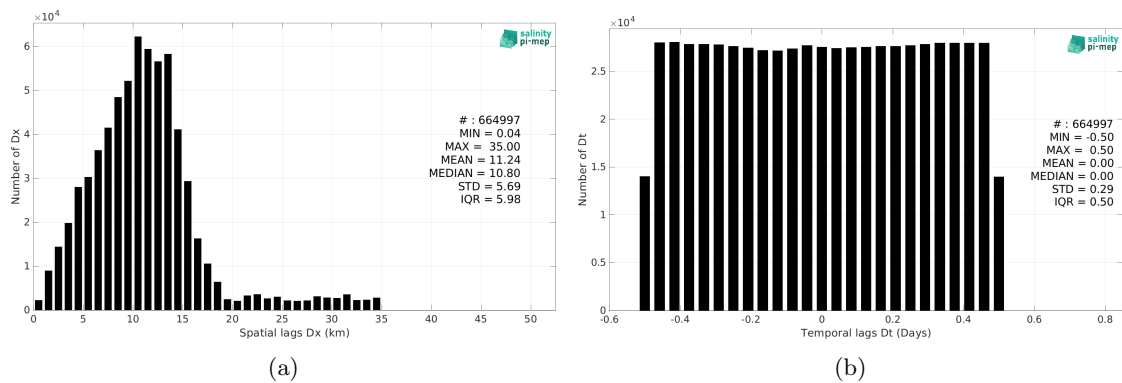 ×10⁴
6
5
4
3
2
1
0
Number of Dx
0 5 10 15 20 25 30 35 40 45 50
Spatial lags Dx (km)
salinity
pi-mep
# : 664997
MIN = 0.04
MAX = 35.00
MEAN = 11.24
MEDIAN = 10.80
STD = 5.69
IQR = 5.98
(a)
×10⁴
2.5
2
1.5
1
0.5
0
Number of Dt
-0.6 -0.4 -0.2 0 0.2 0.4 0.6 0.8
Temporal lags Dt (Days)
salinity
pi-mep
# : 664997
MIN = -0.50
MAX = 0.50
MEAN = 0.00
MEDIAN = 0.00
STD = 0.29
IQR = 0.50
(b)